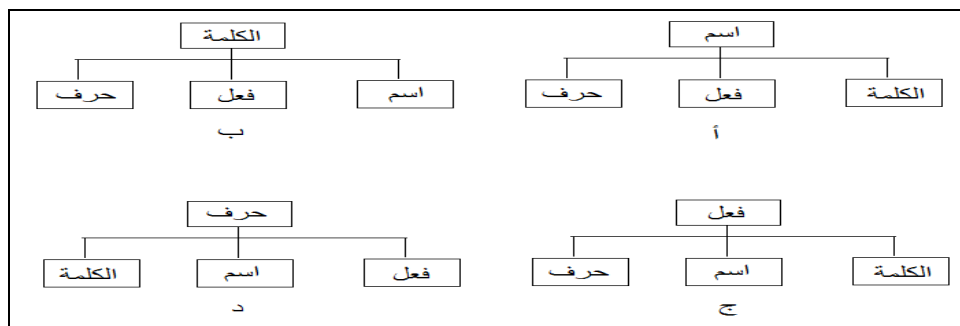 اسم
الكلمة فعل حرف
أ
الكلمة
اسم فعل حرف
ب
فعل
الكلمة اسم حرف
ج
حرف
فعل اسم الكلمة
د